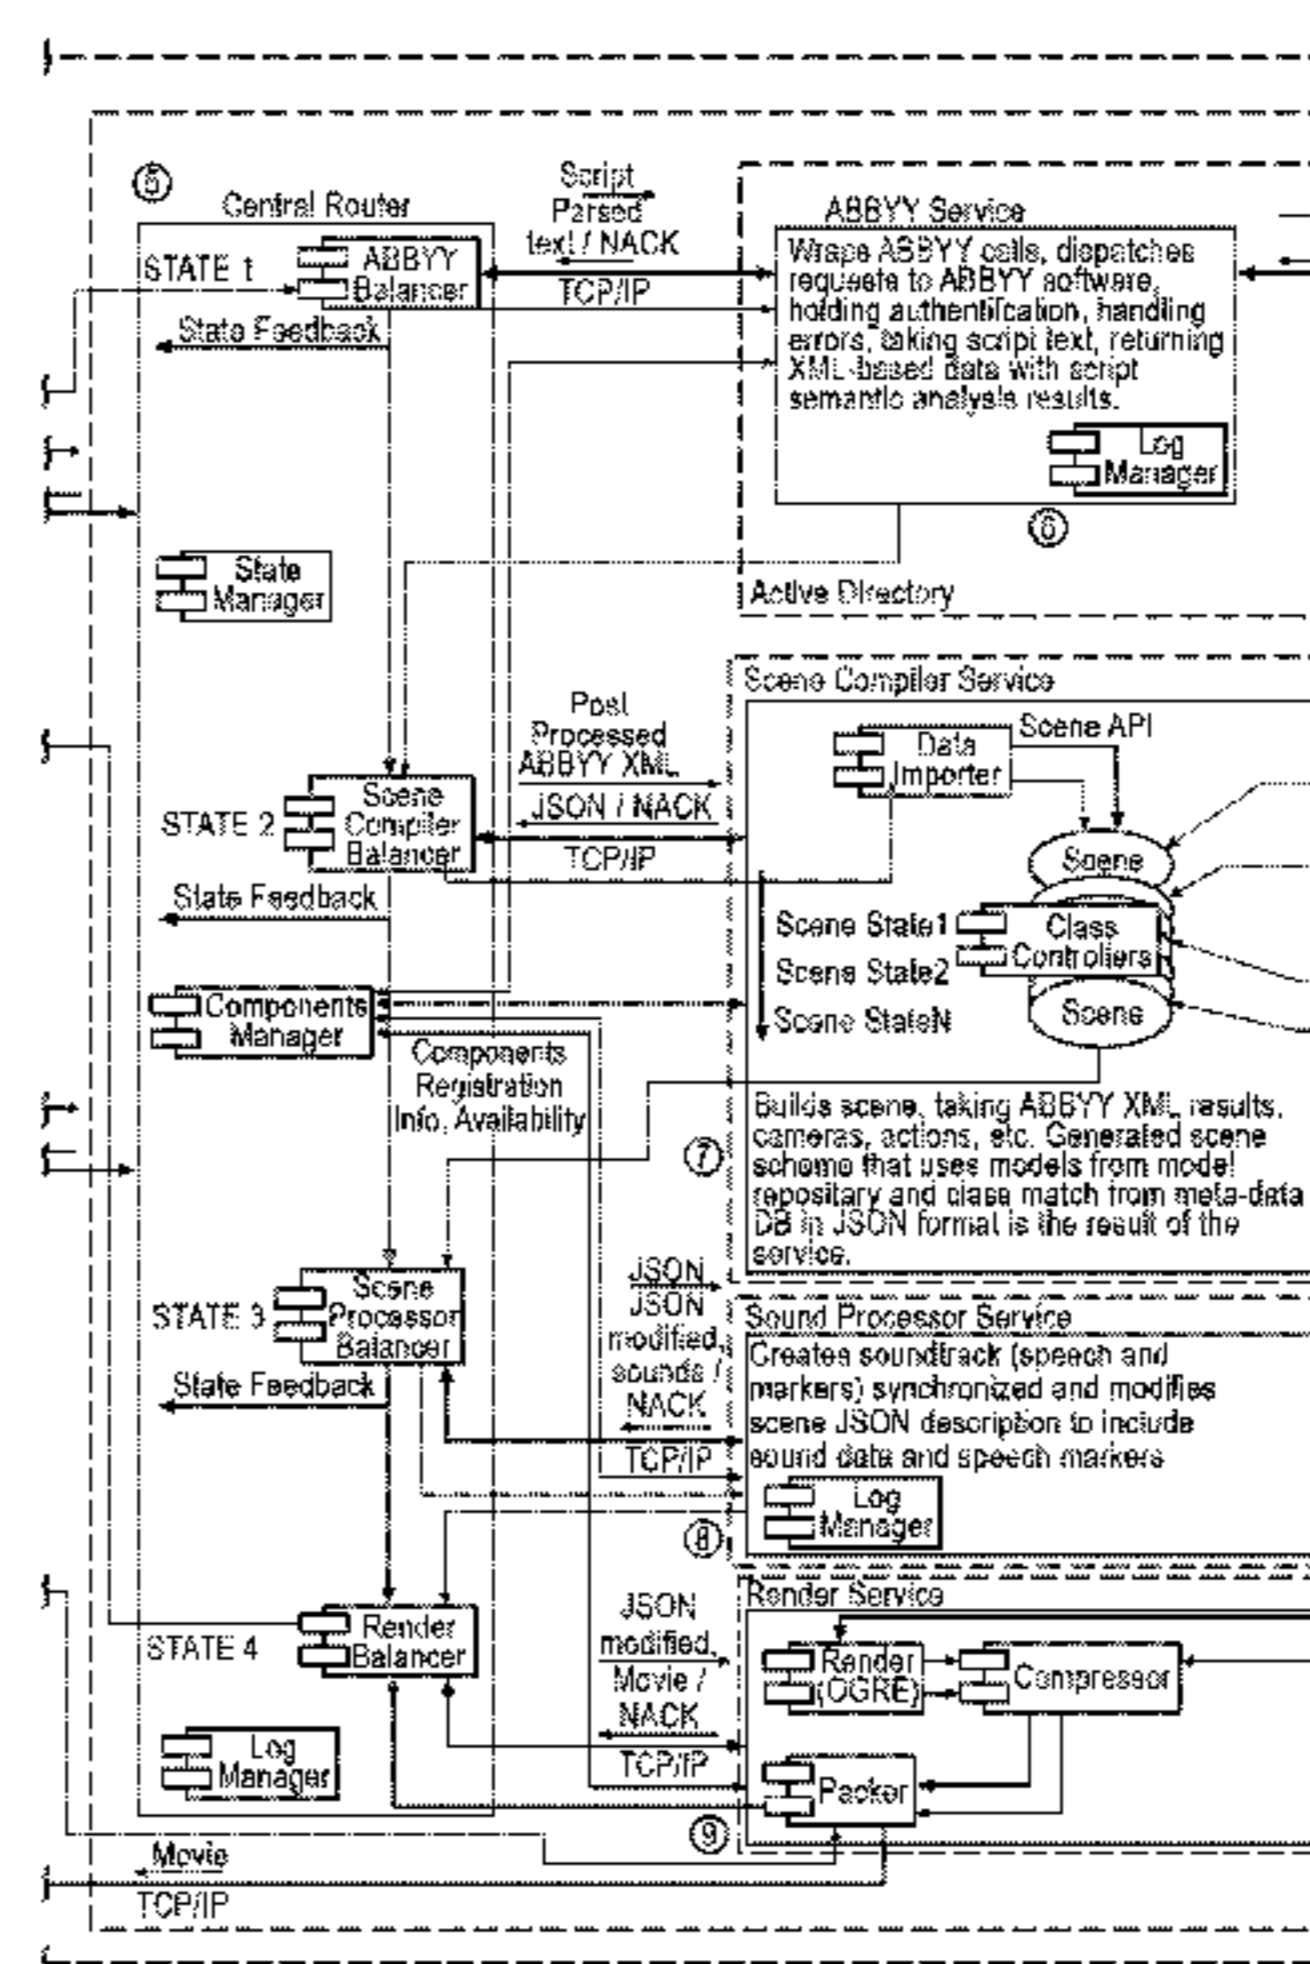 5
Central Router
Script
Parsed
text / NACK
TCP/IP
ABBYY Service
STATE 1
ABBYY
Balancer
State Feedback
Wraps ABBYY calls, dispatches
requests to ABBYY software,
holding authentification, handling
errors, taking script text, returning
XML-based data with script
semantic analysis results.
Log
Manager
6
Active Directory
State
Manager
Scene Compiler Service
Post
Processed
ABBYY XML
JSON / NACK
TCP/IP
Data
Importer
Scene API
STATE 2
Scene
Compiler
Balancer
State Feedback
Scene
Scene State1
Scene State2
Scene StateN
Class
Controllers
Scene
Components
Manager
Components
Registration
Info, Availability
7
Builds scene, taking ABBYY XML results,
cameras, actions, etc. Generated scene
scheme that uses models from model
repositary and class match from meta-data
DB in JSON format is the result of the
service.
STATE 3
Scene
Processor
Balancer
State Feedback
JSON
JSON
modified,
sounds /
NACK
TCP/IP
Sound Processor Service
Creates soundtrack (speech and
markers) synchronized and modifies
scene JSON description to include
sound data and speech markers
Log
Manager
8
Render Service
STATE 4
Render
Balancer
JSON
modified,
Movie /
NACK
TCP/IP
Render
(OGRE)
Compressor
Packer
Log
Manager
9
Movie
TCP/IP